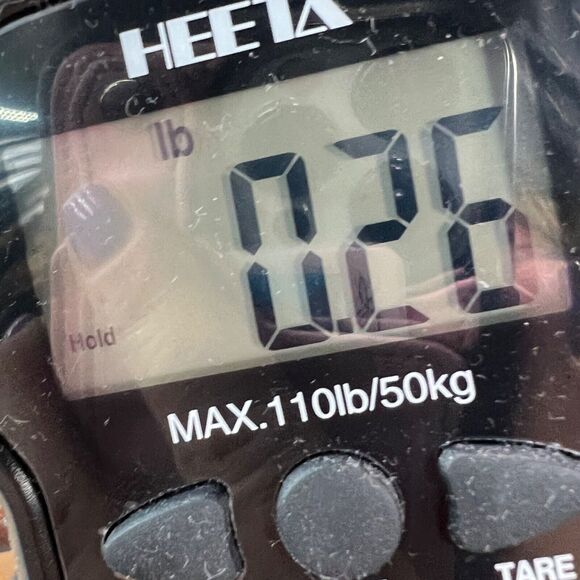 HEETA
lb
0.26
Hold
MAX.110lb/50kg
TARE